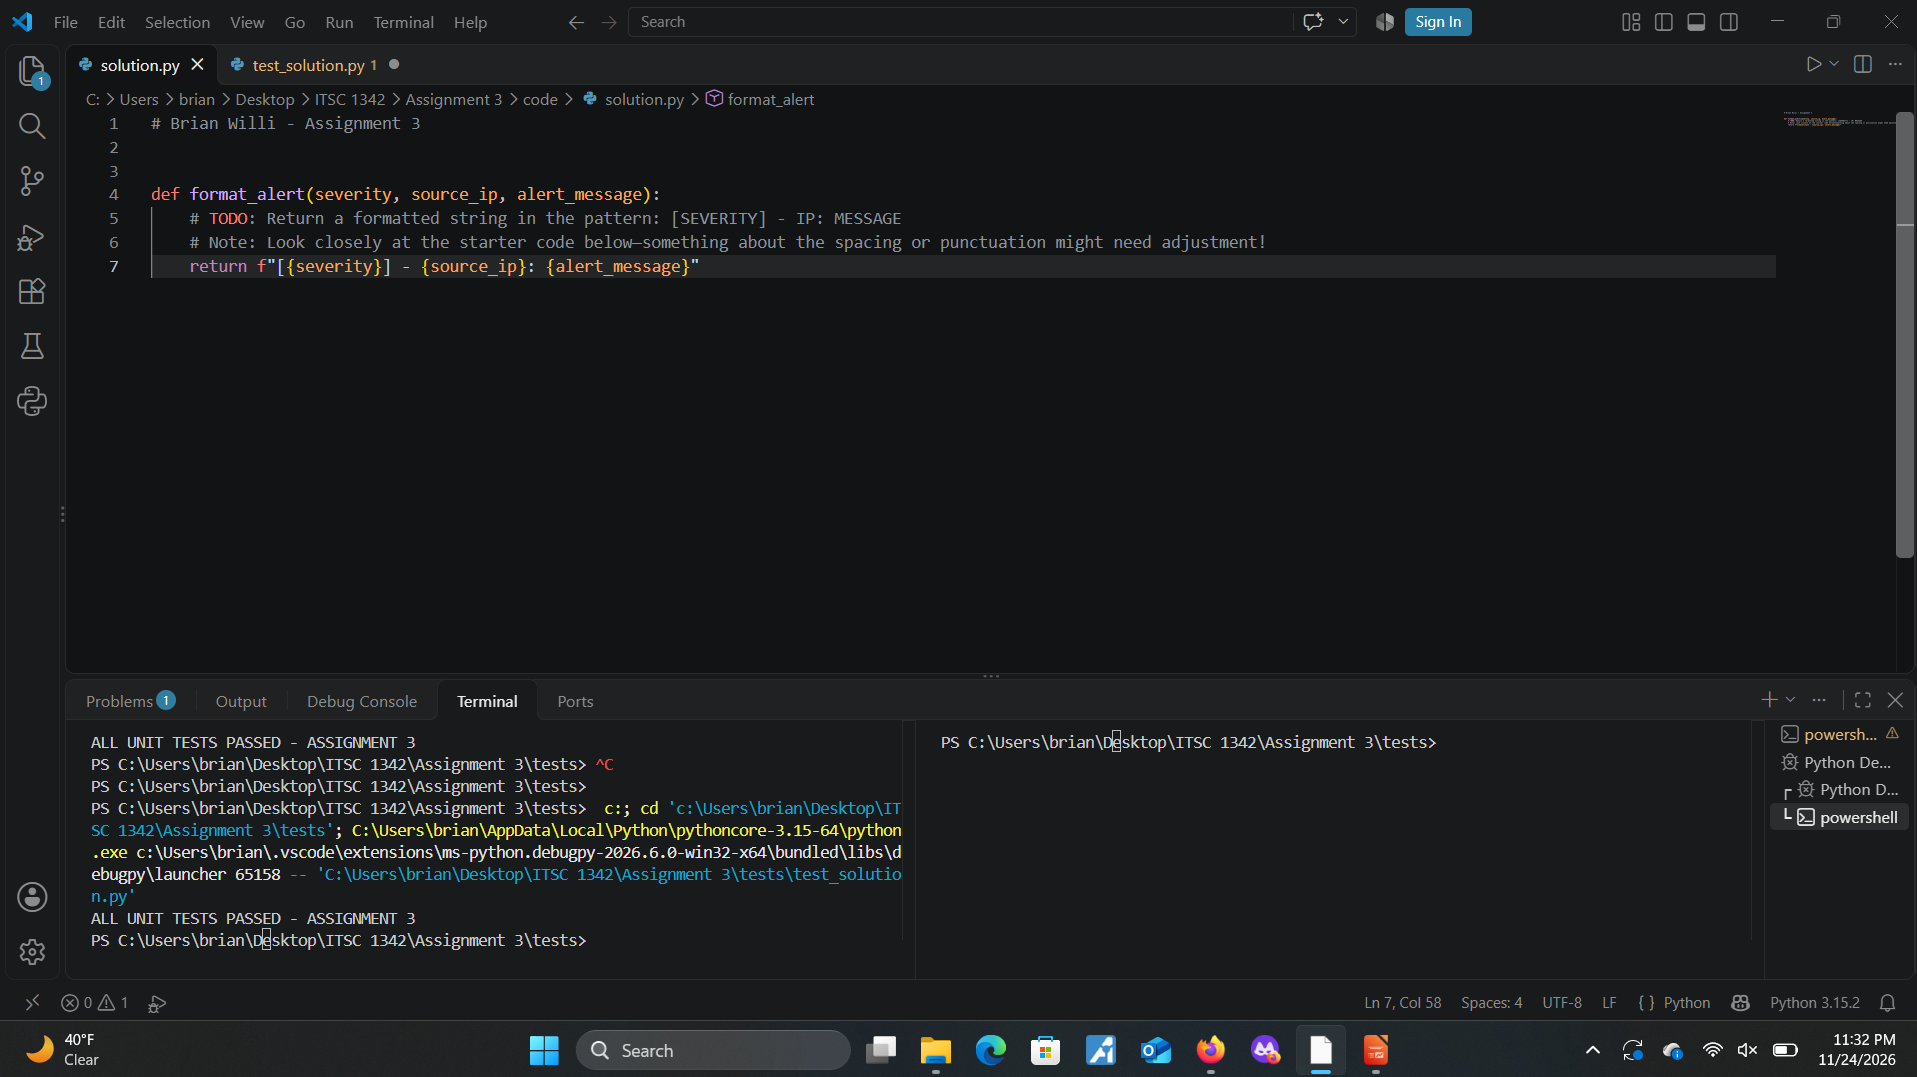 File Edit Selection View Go Run Terminal Help Search Sign In
1
solution.py test_solution.py 1
C: > Users > brian > Desktop > ITSC 1342 > Assignment 3 > code > solution.py > format_alert
1 # Brian Willi - Assignment 3
2
3
4 def format_alert(severity, source_ip, alert_message):
5 # TODO: Return a formatted string in the pattern: [SEVERITY] - IP: MESSAGE
6 # Note: Look closely at the starter code below—something about the spacing or punctuation might need adjustment!
7 return f"[{severity}] - {source_ip}: {alert_message}"
Problems 1 Output Debug Console Terminal Ports
ALL UNIT TESTS PASSED - ASSIGNMENT 3
PS C:\Users\brian\Desktop\ITSC 1342\Assignment 3\tests> ^C
PS C:\Users\brian\Desktop\ITSC 1342\Assignment 3\tests>
PS C:\Users\brian\Desktop\ITSC 1342\Assignment 3\tests> c:; cd 'c:\Users\brian\Desktop\IT
SC 1342\Assignment 3\tests'; C:\Users\brian\AppData\Local\Python\pythoncore-3.15-64\python
.exe c:\Users\brian\.vscode\extensions\ms-python.debugpy-2026.6.0-win32-x64\bundled\libs\d
ebugpy\launcher 65158 -- 'C:\Users\brian\Desktop\ITSC 1342\Assignment 3\tests\test_solutio
n.py'
ALL UNIT TESTS PASSED - ASSIGNMENT 3
PS C:\Users\brian\Desktop\ITSC 1342\Assignment 3\tests>
PS C:\Users\brian\Desktop\ITSC 1342\Assignment 3\tests>
powersh...
Python De...
Python D...
powershell
0 1 Ln 7, Col 58 Spaces: 4 UTF-8 LF { } Python Python 3.15.2
40°F
Clear
Search
11:32 PM
11/24/2026